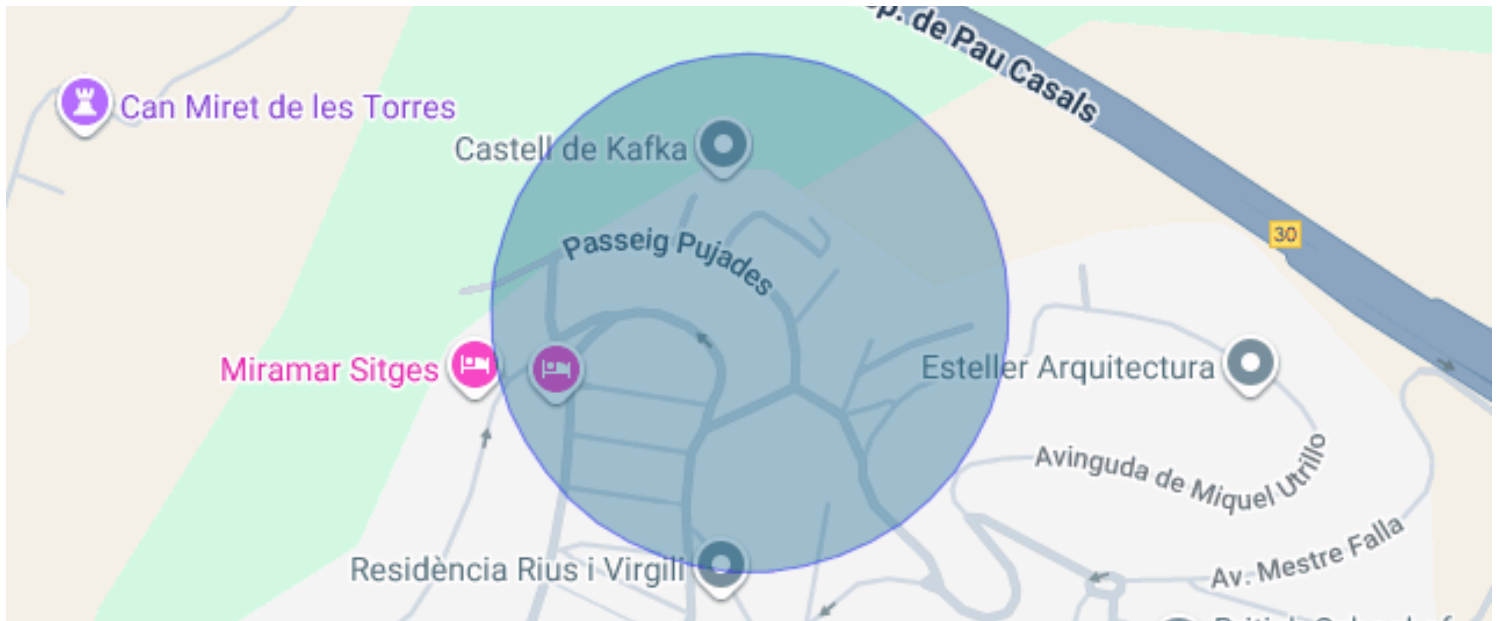 sp. de Pau Casals
Can Miret de les Torres
Castell de Kafka
Passeig Pujades
30
Miramar Sitges
Esteller Arquitectura
Avinguda de Miquel Utrillo
Residència Rius i Virgili
Av. Mestre Falla